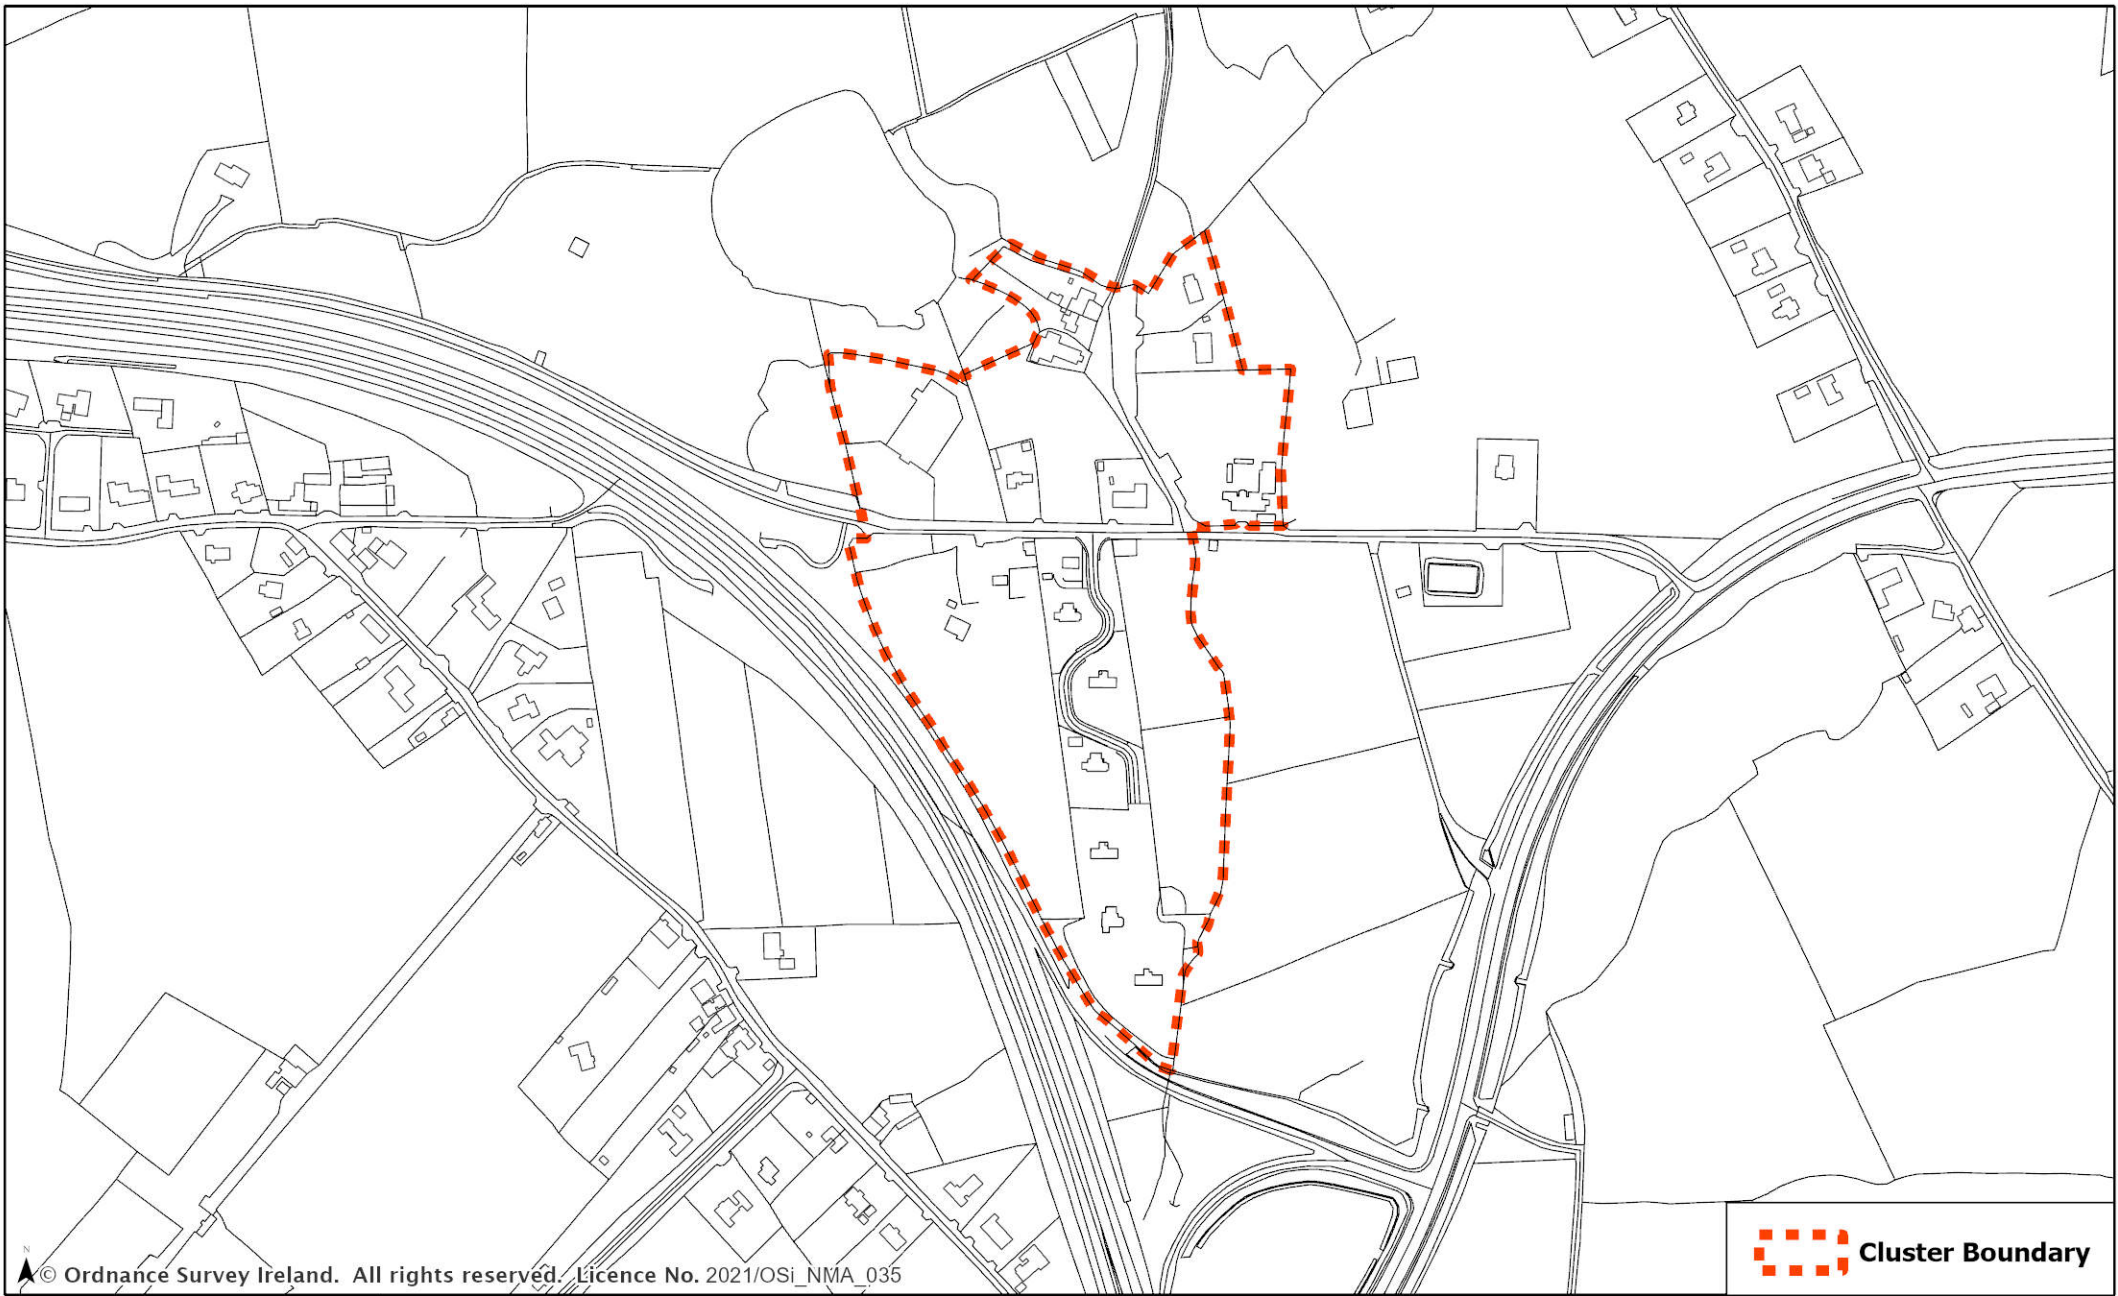 Cluster Boundary
N
© Ordnance Survey Ireland. All rights reserved. Licence No. 2021/OSi_NMA_035